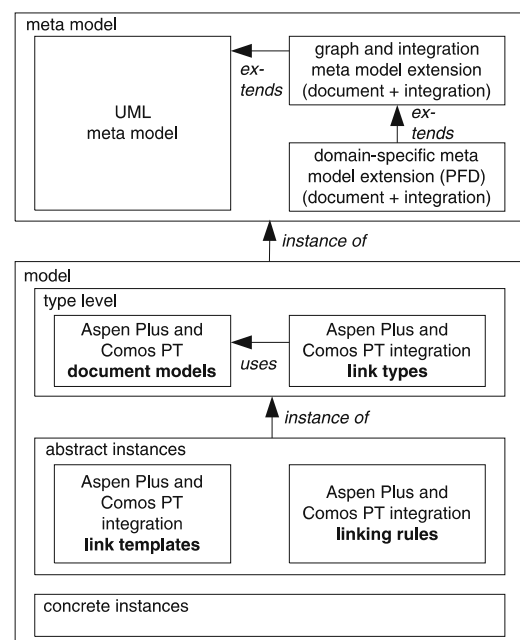 meta model
UML
meta model
ex-
tends
graph and integration
meta model extension
(document + integration)
ex-
tends
domain-specific meta
model extension (PFD)
(document + integration)
instance of
model
type level
Aspen Plus and
Comos PT
document models
uses
Aspen Plus and
Comos PT integration
link types
instance of
abstract instances
Aspen Plus and
Comos PT
integration
link templates
Aspen Plus and
Comos PT integration
linking rules
concrete instances